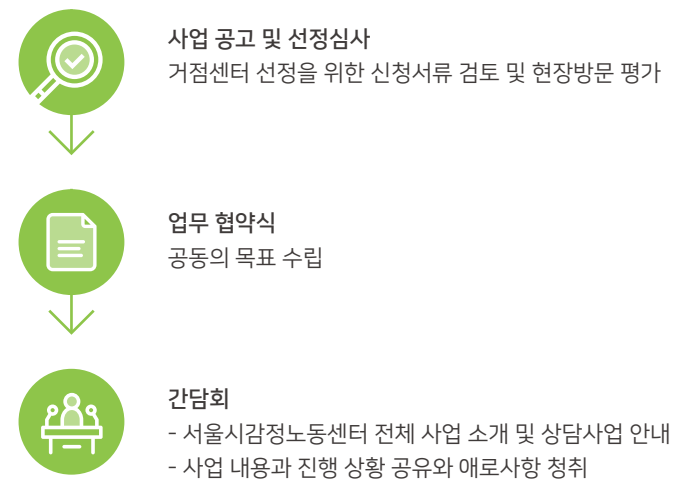 사업 공고 및 선정심사
거점센터 선정을 위한 신청서류 검토 및 현장방문 평가
업무 협약식
공동의 목표 수립
간담회
- 서울시감정노동센터 전체 사업 소개 및 상담사업 안내
- 사업 내용과 진행 상황 공유와 애로사항 청취